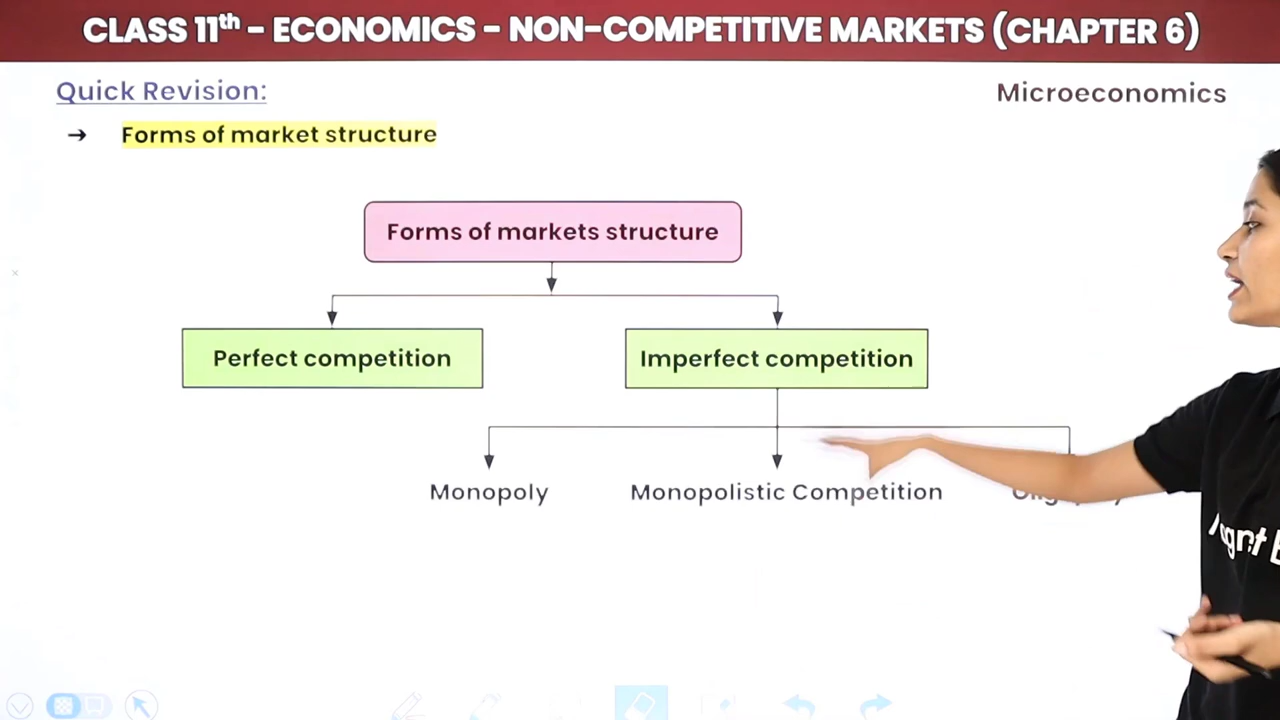 CLASS 11th - ECONOMICS - NON-COMPETITIVE MARKETS (CHAPTER 6)
Quick Revision:
Microeconomics
→ Forms of market structure
Forms of markets structure
Perfect competition
Imperfect competition
Monopoly
Monopolistic Competition